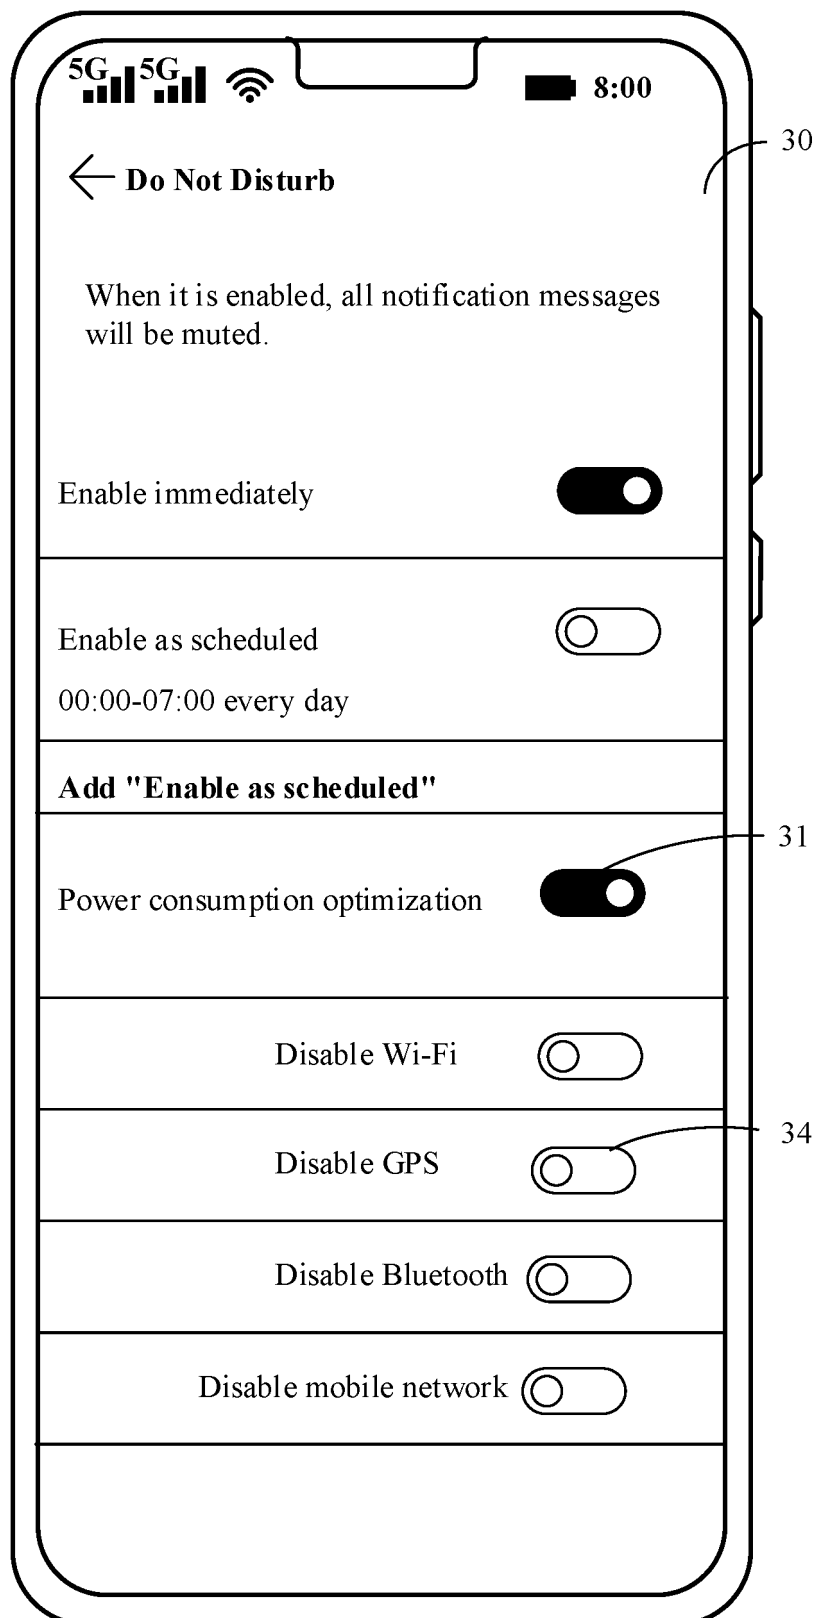 5G 5G 8:00
30
Do Not Disturb
When it is enabled, all notification messages
will be muted.
Enable immediately
Enable as scheduled
00:00-07:00 every day
Add "Enable as scheduled"
31
Power consumption optimization
Disable Wi-Fi
34
Disable GPS
Disable Bluetooth
Disable mobile network